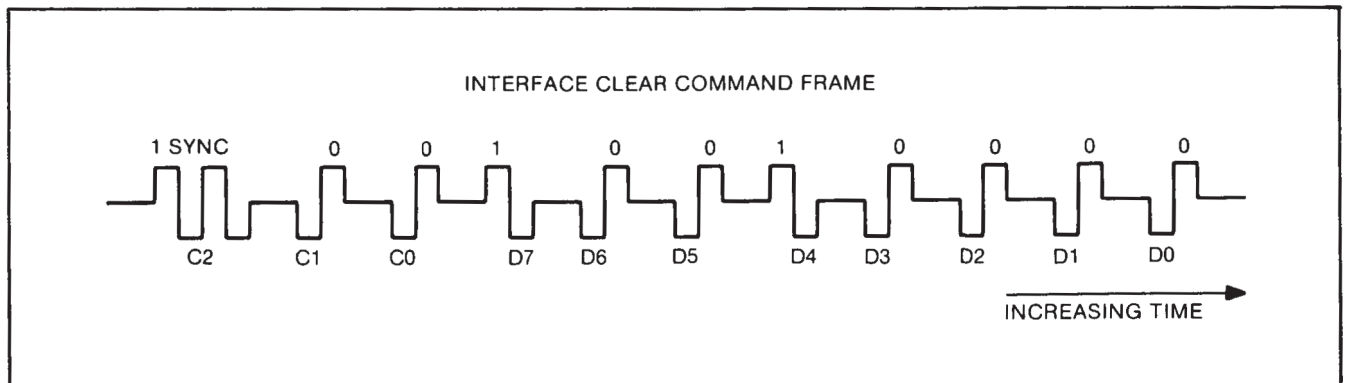 INTERFACE CLEAR COMMAND FRAME
1 SYNC 0 0 1 0 0 1 0 0 0 0
C2 C1 C0 D7 D6 D5 D4 D3 D2 D1 D0
INCREASING TIME